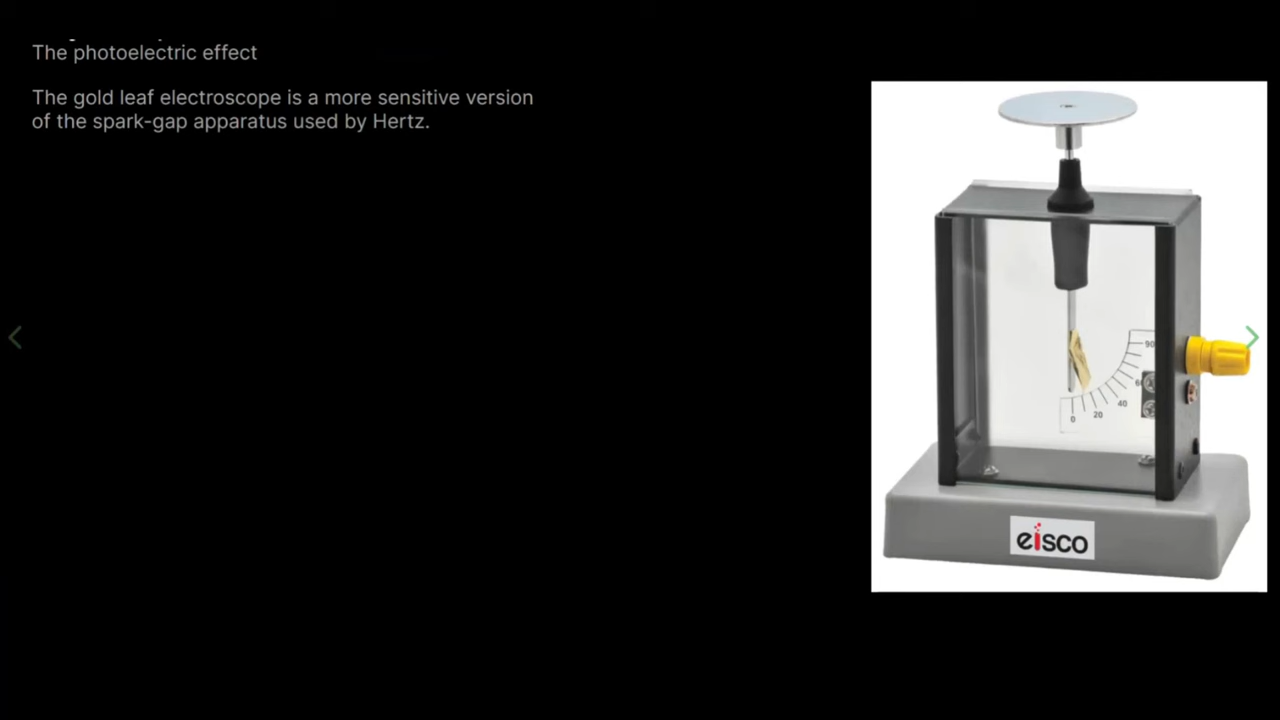 The photoelectric effect
The gold leaf electroscope is a more sensitive version
of the spark-gap apparatus used by Hertz.
90
40
20
0
eisco